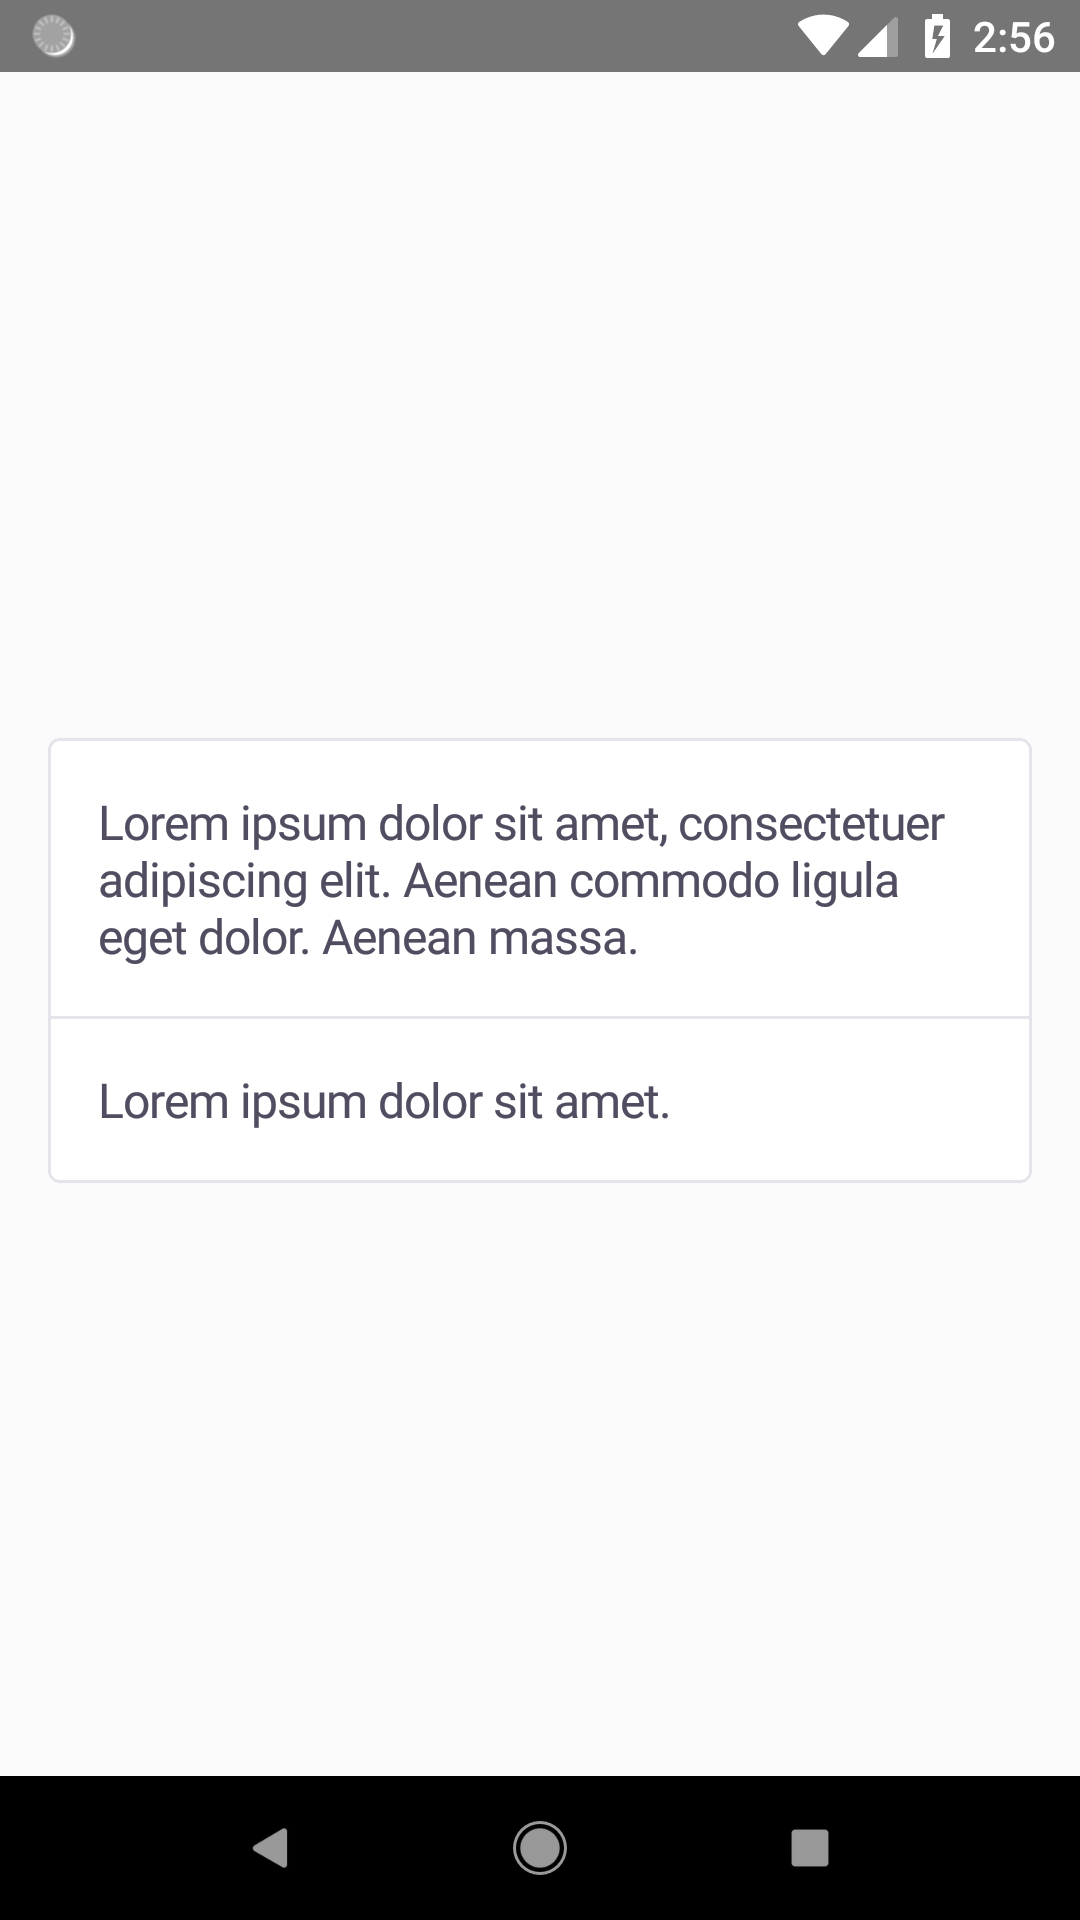 2:56
Lorem ipsum dolor sit amet, consectetuer
adipiscing elit. Aenean commodo ligula
eget dolor. Aenean massa.
Lorem ipsum dolor sit amet.